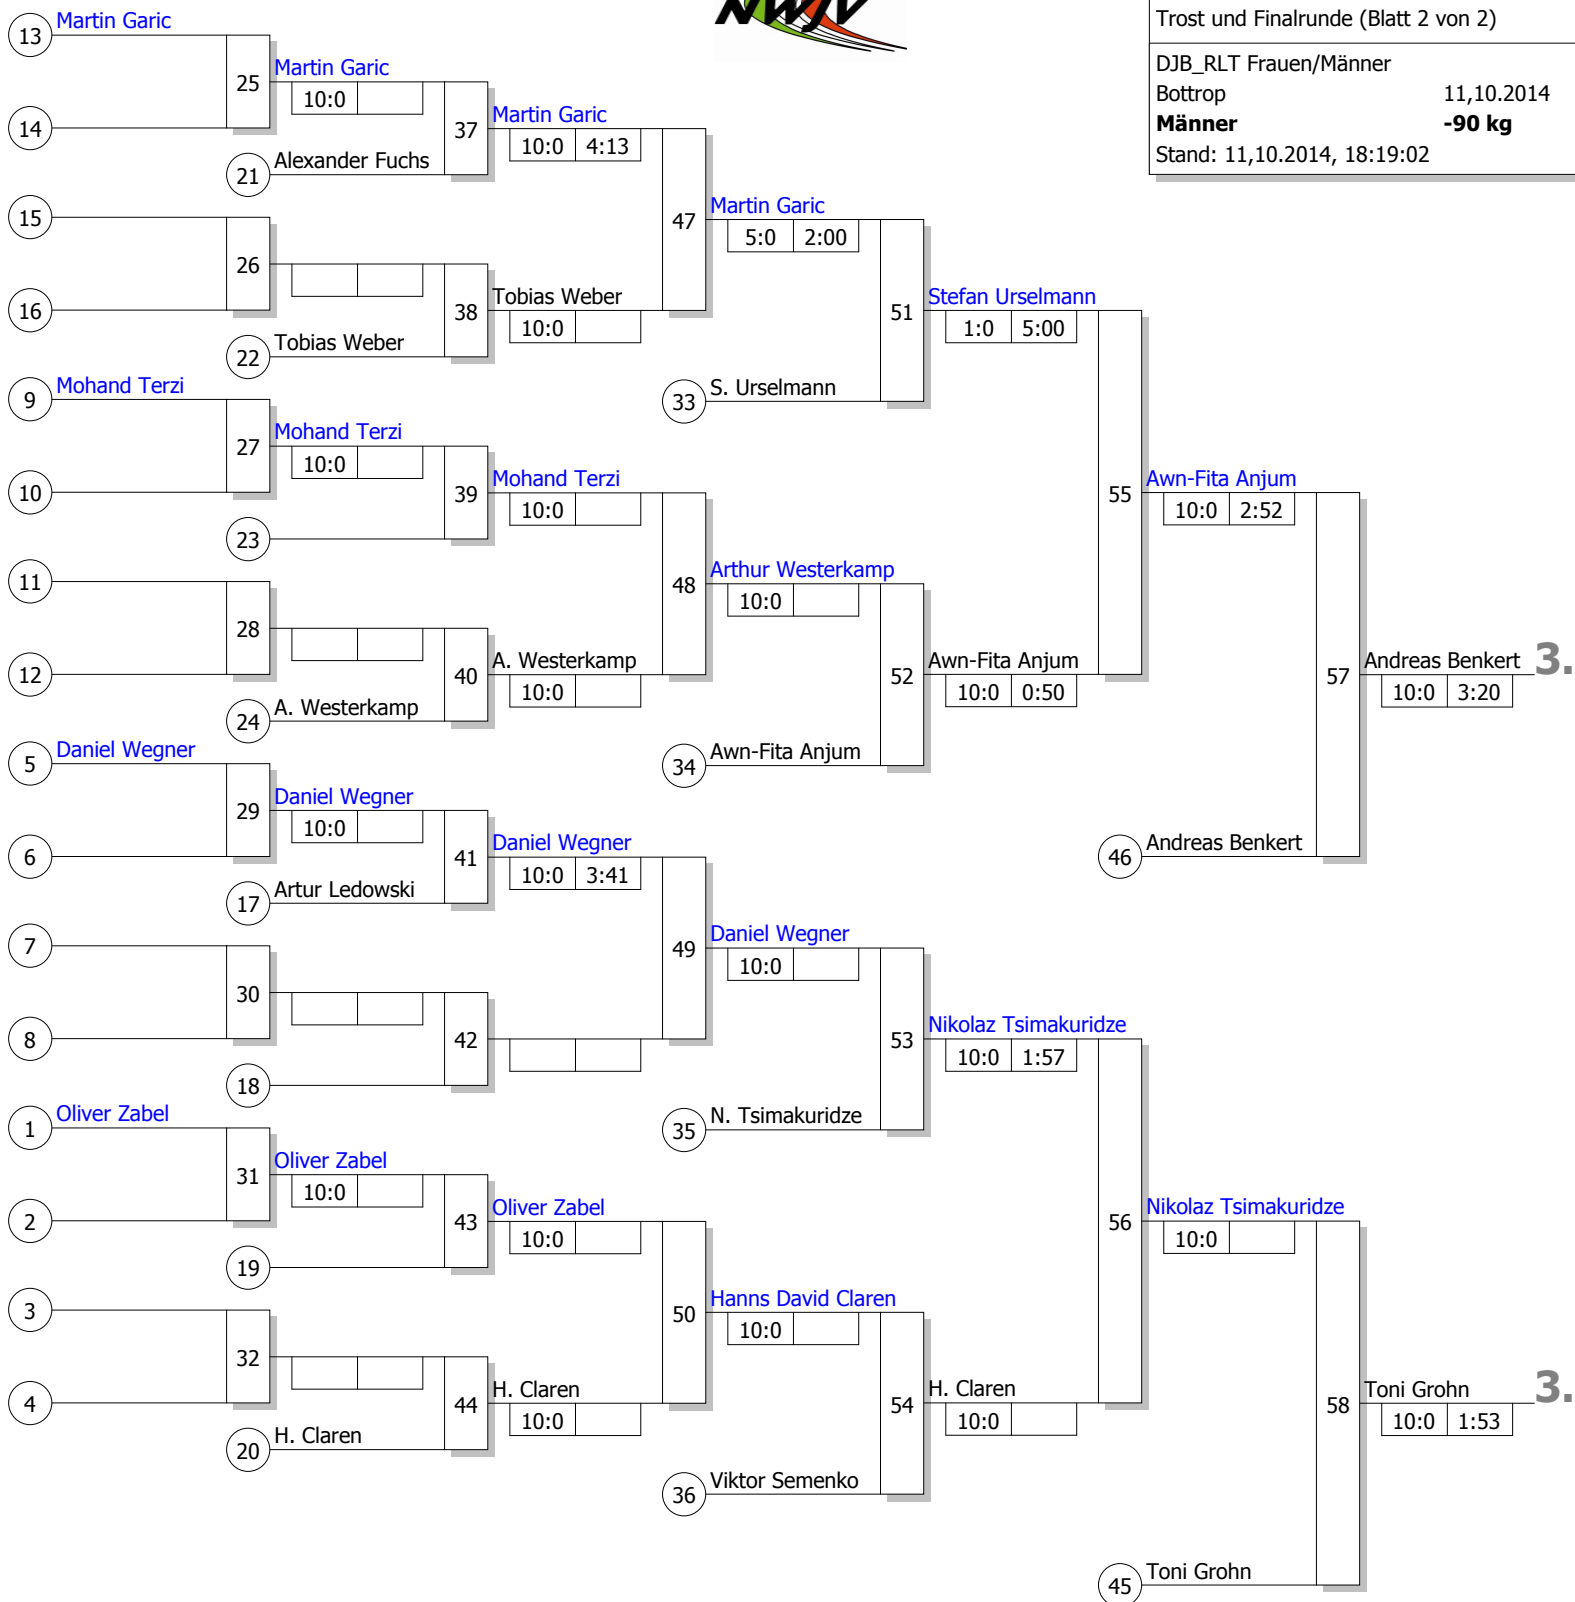 NWJV
Trost und Finalrunde (Blatt 2 von 2)
DJB_RLT Frauen/Männer
Bottrop 11,10.2014
Männer -90 kg
Stand: 11,10.2014, 18:19:02
13 Martin Garic
25 Martin Garic
10:0
14
37 Martin Garic
10:0 4:13
21 Alexander Fuchs
15
47 Martin Garic
5:0 2:00
26
16
38 Tobias Weber
10:0
22 Tobias Weber
51 Stefan Urselmann
1:0 5:00
33 S. Urselmann
9 Mohand Terzi
27 Mohand Terzi
10:0
10
39 Mohand Terzi
10:0
23
55 Awn-Fita Anjum
10:0 2:52
11
48 Arthur Westerkamp
10:0
28
12
40 A. Westerkamp
10:0
24 A. Westerkamp
52 Awn-Fita Anjum
10:0 0:50
34 Awn-Fita Anjum
57 Andreas Benkert 3.
10:0 3:20
46 Andreas Benkert
5 Daniel Wegner
29 Daniel Wegner
10:0
6
41 Daniel Wegner
10:0 3:41
17 Artur Ledowski
7
49 Daniel Wegner
10:0
30
8
42
18
53 Nikolaz Tsimakuridze
10:0 1:57
35 N. Tsimakuridze
1 Oliver Zabel
31 Oliver Zabel
10:0
2
43 Oliver Zabel
10:0
19
56 Nikolaz Tsimakuridze
10:0
3
50 Hanns David Claren
10:0
32
4
44 H. Claren
10:0
20 H. Claren
54 H. Claren
10:0
36 Viktor Semenko
58 Toni Grohn 3.
10:0 1:53
45 Toni Grohn